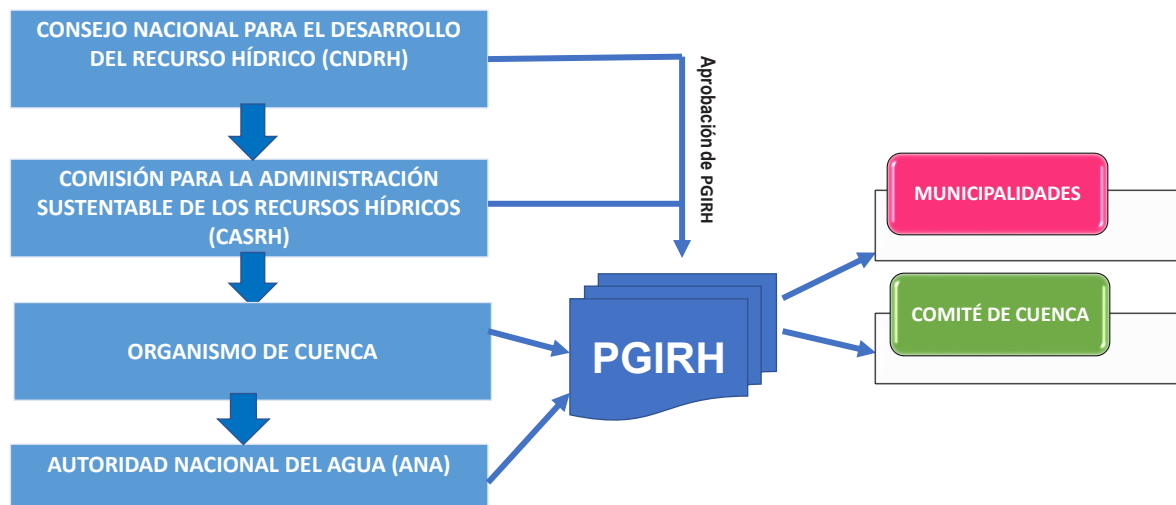 CONSEJO NACIONAL PARA EL DESARROLLO
DEL RECURSO HÍDRICO (CNDRH)
COMISIÓN PARA LA ADMINISTRACIÓN
SUSTENTABLE DE LOS RECURSOS HÍDRICOS
(CASRH)
ORGANISMO DE CUENCA
AUTORIDAD NACIONAL DEL AGUA (ANA)
Aprobación de PGIRH
PGIRH
MUNICIPALIDADES
COMITÉ DE CUENCA